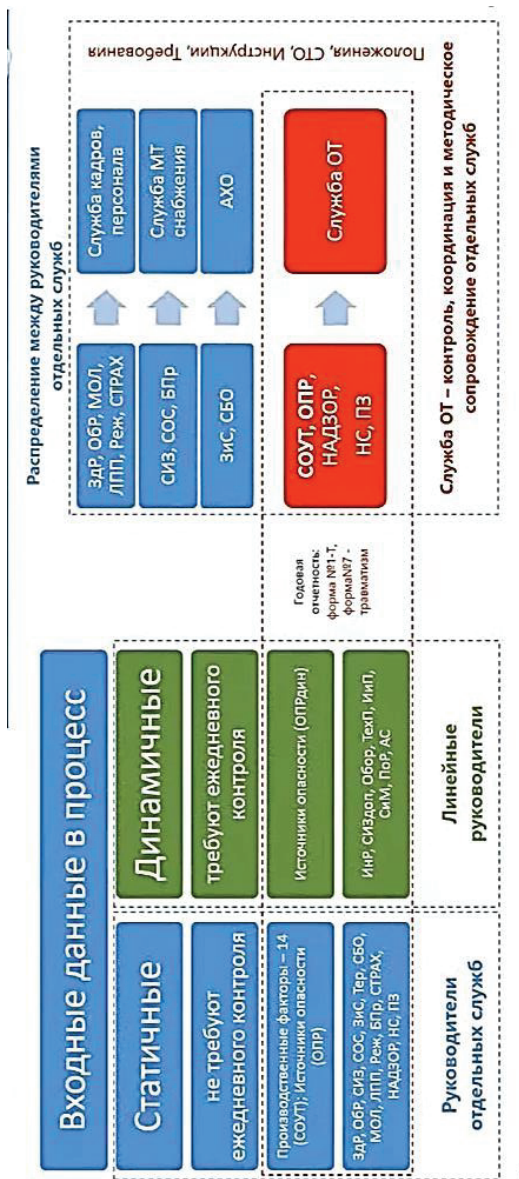 Входные данные в процесс
Статичные
Динамичные
не требуют
ежедневного контроля
требуют ежедневного
контроля
Производственные факторы – 14
(СОУТ); Источники опасности
(ОПР)
Источники опасности (ОПРдин)
ЗдР, ОбР, СИЗ, СОС, ЗиС, Тер, СБО,
МОЛ, ЛПП, Реж, БПр, СТРАХ,
НАДЗОР, НС, ПЗ
ИнР, СИЗдоп, Обор, ТехП, ИиП,
СиМ, ПоР, АС
Руководители
отдельных служб
Линейные
руководители
Годовая
отчетность:
форма №1-Т,
форма№7 -
травматизм
Распределение между руководителями
отдельных служб
ЗдР, ОбР, МОЛ,
ЛПП, Реж, СТРАХ
Служба кадров,
персонала
СИЗ, СОС, БПр
Служба МТ
снабжения
ЗиС, СБО
АХО
СОУТ, ОПР,
НАДЗОР,
НС, ПЗ
Служба ОТ
Служба ОТ – контроль, координация и методическое
сопровождение отдельных служб
Положения, СТО, Инструкции, Требования